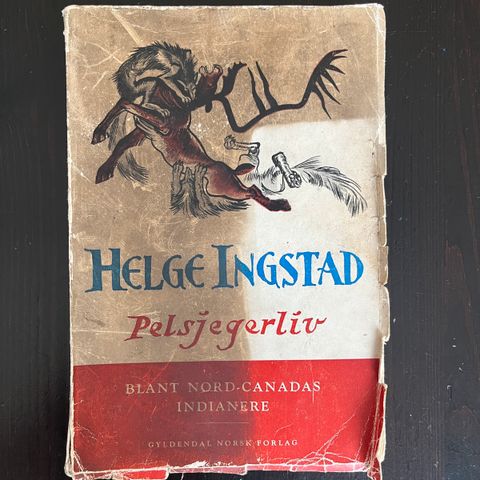 HELGE INGSTAD
Pelsjegerliv
BLANT NORD-CANADAS
INDIANERE
GYLDENDAL NORSK FORLAG